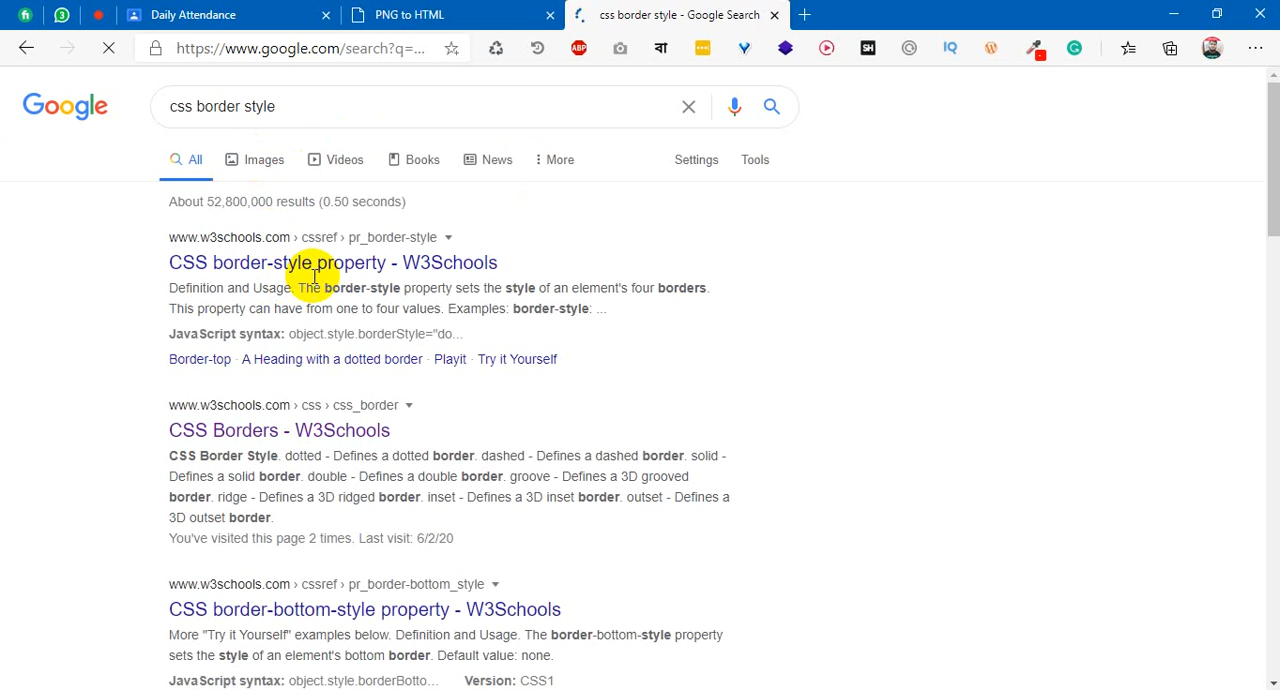 Daily Attendance
PNG to HTML
css border style - Google Search
https://www.google.com/search?q=...
ABP
বা
SH
IQ
Google
css border style
All
Images
Videos
Books
News
More
Settings
Tools
About 52,800,000 results (0.50 seconds)
www.w3schools.com › cssref › pr_border-style
CSS border-style property - W3Schools
Definition and Usage. The border-style property sets the style of an element's four borders.
This property can have from one to four values. Examples: border-style: ...
JavaScript syntax: object.style.borderStyle="do...
Border-top · A Heading with a dotted border · Playit · Try it Yourself
www.w3schools.com › css › css_border
CSS Borders - W3Schools
CSS Border Style. dotted - Defines a dotted border. dashed - Defines a dashed border. solid -
Defines a solid border. double - Defines a double border. groove - Defines a 3D grooved
border. ridge - Defines a 3D ridged border. inset - Defines a 3D inset border. outset - Defines a
3D outset border.
You've visited this page 2 times. Last visit: 6/2/20
www.w3schools.com › cssref › pr_border-bottom_style
CSS border-bottom-style property - W3Schools
More "Try it Yourself" examples below. Definition and Usage. The border-bottom-style property
sets the style of an element's bottom border. Default value: none.
JavaScript syntax: object.style.borderBotto... Version: CSS1